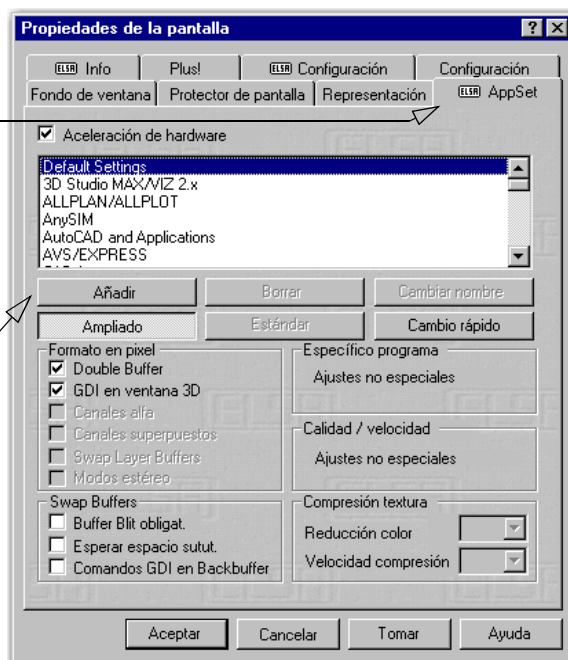 Propiedades de la pantalla
ELSA Info Plus! ELSA Configuración Configuración
Fondo de ventana Protector de pantalla Representación ELSA AppSet
Aceleración de hardware
Default Settings
3D Studio MAX/VIZ 2.x
ALLPLAN/ALLPLOT
AnySIM
AutoCAD and Applications
AVS/EXPRESS
Añadir Borrar Cambiar nombre
Ampliado Estándar Cambio rápido
Formato en pixel
Double Buffer
GDI en ventana 3D
Canales alfa
Canales superpuestos
Swap Layer Buffers
Modos estéreo
Específico programa
Ajustes no especiales
Calidad / velocidad
Ajustes no especiales
Swap Buffers
Buffer Blit obligat.
Esperar espacio sutut.
Comandos GDI en Backbuffer
Compresión textura
Reducción color
Velocidad compresión
Aceptar Cancelar Tomar Ayuda